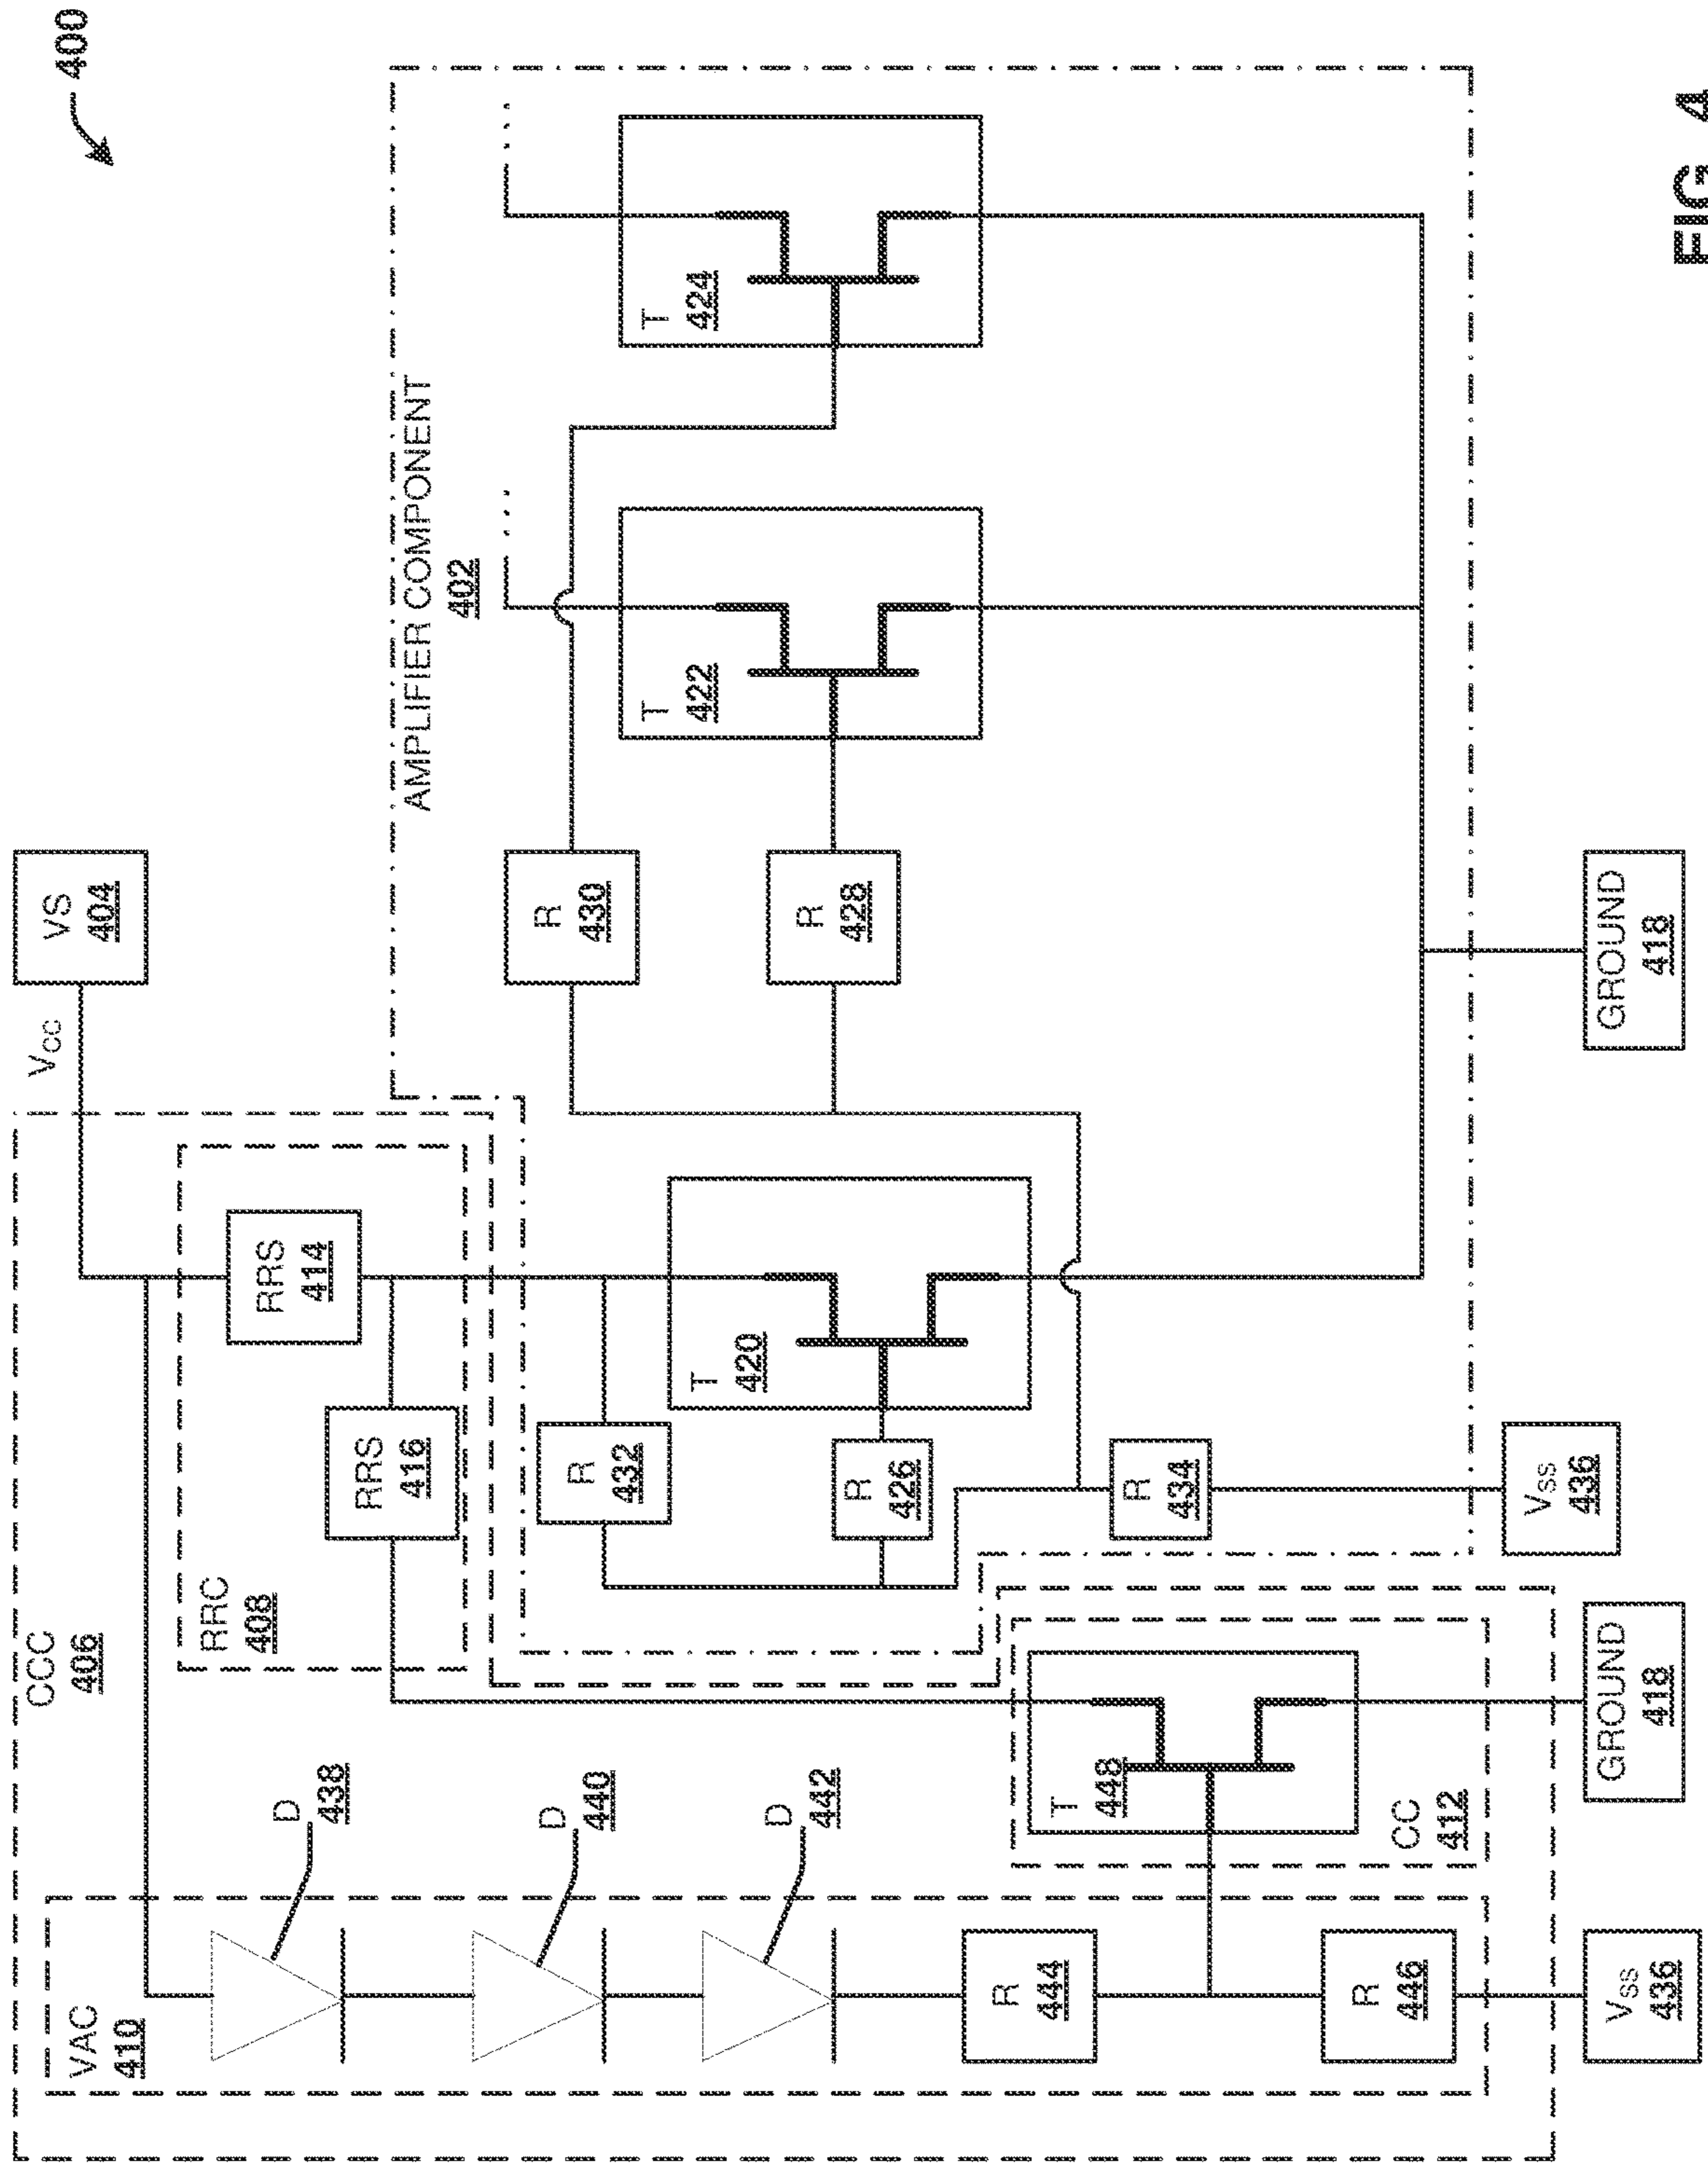 400
CCC
406
VCC
VS
404
VAC
410
RRC
408
RRS
414
RRS
416
AMPLIFIER COMPONENT
402
D
438
D
440
D
442
R
432
R
430
T
420
R
426
R
428
T
422
T
424
R
444
R
446
T
448
CC
412
R
434
VSS
436
GROUND
418
VSS
436
GROUND
418
FIG. 4